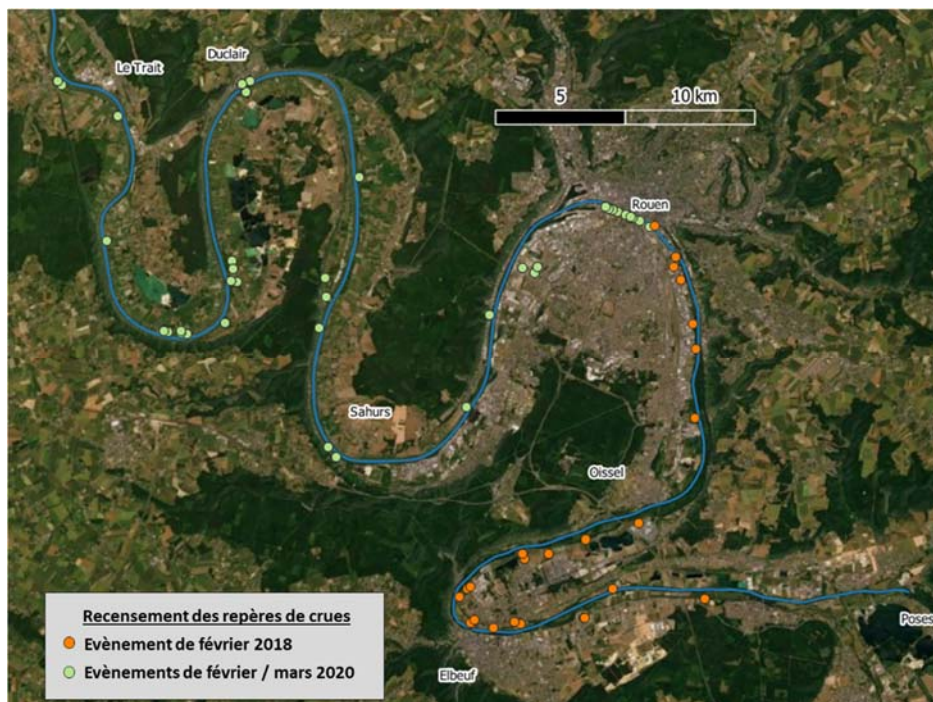 Duclair
Le Trait
5
10 km
Rouen
Sahurs
Oissel
Poses
Elbeuf
Recensement des repères de crues
Evènement de février 2018
Evènements de février / mars 2020